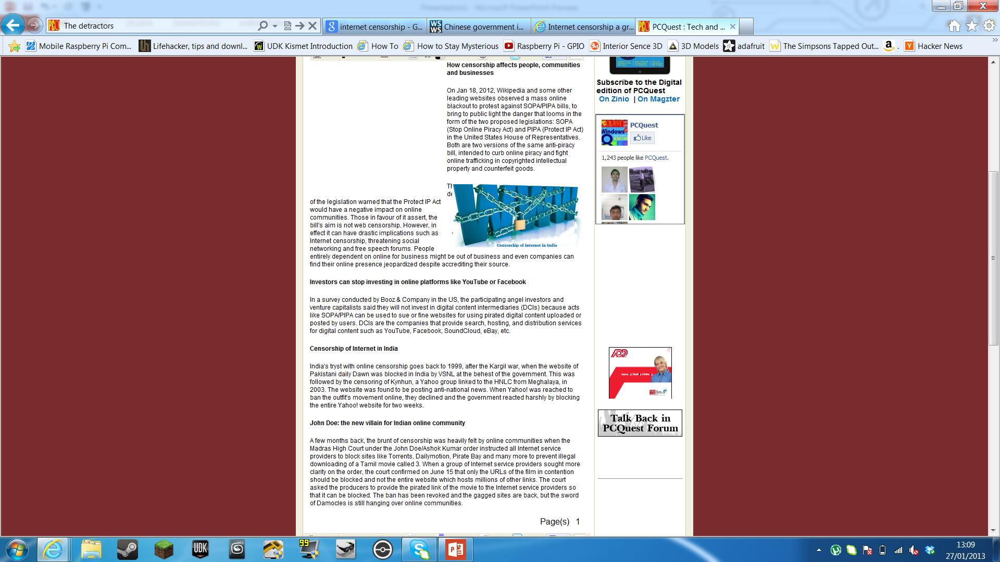 Presentation1 - Microsoft PowerPoint Preview
The detractors
internet censorship - G...
Chinese government i...
Internet censorship a gr...
PCQuest : Tech and ...
Mobile Raspberry Pi Com...
Lifehacker, tips and downl...
UDK Kismet Introduction
How To
How to Stay Mysterious
Raspberry Pi - GPIO
Interior Sence 3D
3D Models
adafruit
The Simpsons Tapped Out...
.
Hacker News
How censorship affects people, communities
and businesses
On Jan 18, 2012, Wikipedia and some other
leading websites observed a mass online
blackout to protest against SOPA/PIPA bills, to
bring to public light the danger that looms in the
form of the two proposed legislations: SOPA
(Stop Online Piracy Act) and PIPA (Protect IP Act)
in the United States House of Representatives.
Both are two versions of the same anti-piracy
bill, intended to curb online piracy and fight
online trafficking in copyrighted intellectual
property and counterfeit goods.
of the legislation warned that the Protect IP Act
would have a negative impact on online
communities. Those in favour of it assert, the
bill's aim is not web censorship. However, in
effect it can have drastic implications such as
Internet censorship, threatening social
networking and free speech forums. People
entirely dependent on online for business might be out of business and even companies can
find their online presence jeopardized despite accrediting their source.
Censorship of Internet in India
Investors can stop investing in online platforms like YouTube or Facebook
In a survey conducted by Booz & Company in the US, the participating angel investors and
venture capitalists said they will not invest in digital content intermediaries (DCIs) because acts
like SOPA/PIPA can be used to sue or fine websites for using pirated digital content uploaded or
posted by users. DCIs are the companies that provide search, hosting, and distribution services
for digital content such as YouTube, Facebook, SoundCloud, eBay, etc.
Censorship of Internet in India
India's tryst with online censorship goes back to 1999, after the Kargil war, when the website of
Pakistani daily Dawn was blocked in India by VSNL at the behest of the government. This was
followed by the censoring of Kynhun, a Yahoo group linked to the HNLC from Meghalaya, in
2003. The website was found to be posting anti-national news. When Yahoo! was reached to
ban the outfit's movement online, they declined and the government reacted harshly by blocking
the entire Yahoo! website for two weeks.
John Doe: the new villain for Indian online community
A few months back, the brunt of censorship was heavily felt by online communities when the
Madras High Court under the John Doe/Ashok Kumar order instructed all Internet service
providers to block sites like Torrents, Dailymotion, Pirate Bay and many more to prevent illegal
downloading of a Tamil movie called 3. When a group of Internet service providers sought more
clarity on the order, the court confirmed on June 15 that only the URLs of the film in contention
should be blocked and not the entire website which hosts millions of other links. The court
asked the producers to provide the pirated link of the movie to the Internet service providers so
that it can be blocked. The ban has been revoked and the gagged sites are back, but the sword
of Damocles is still hanging over online communities.
Page(s) 1
Subscribe to the Digital
edition of PCQuest
On Zinio | On Magzter
PCQUEST
Windows
KNOW
PCQuest
Like
1,243 people like PCQuest.
ADP
Talk Back in
PCQuest Forum
UDK
99
13:09
27/01/2013